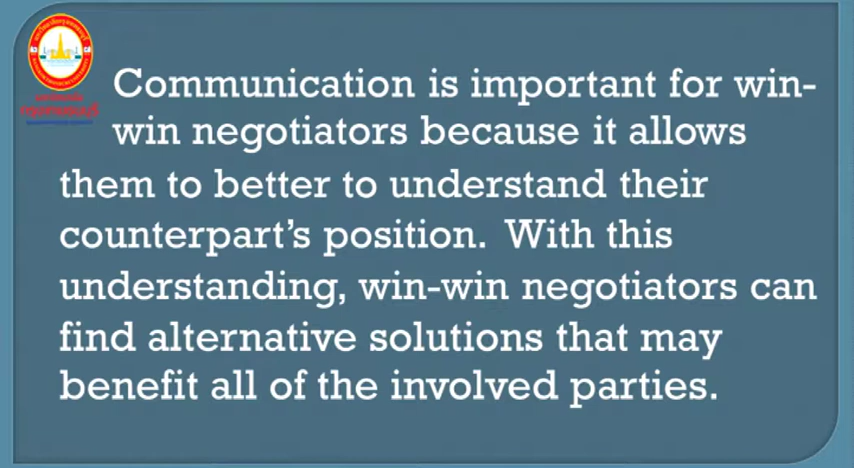 Communication is important for win-
win negotiators because it allows
them to better to understand their
counterpart's position. With this
understanding, win-win negotiators can
find alternative solutions that may
benefit all of the involved parties.